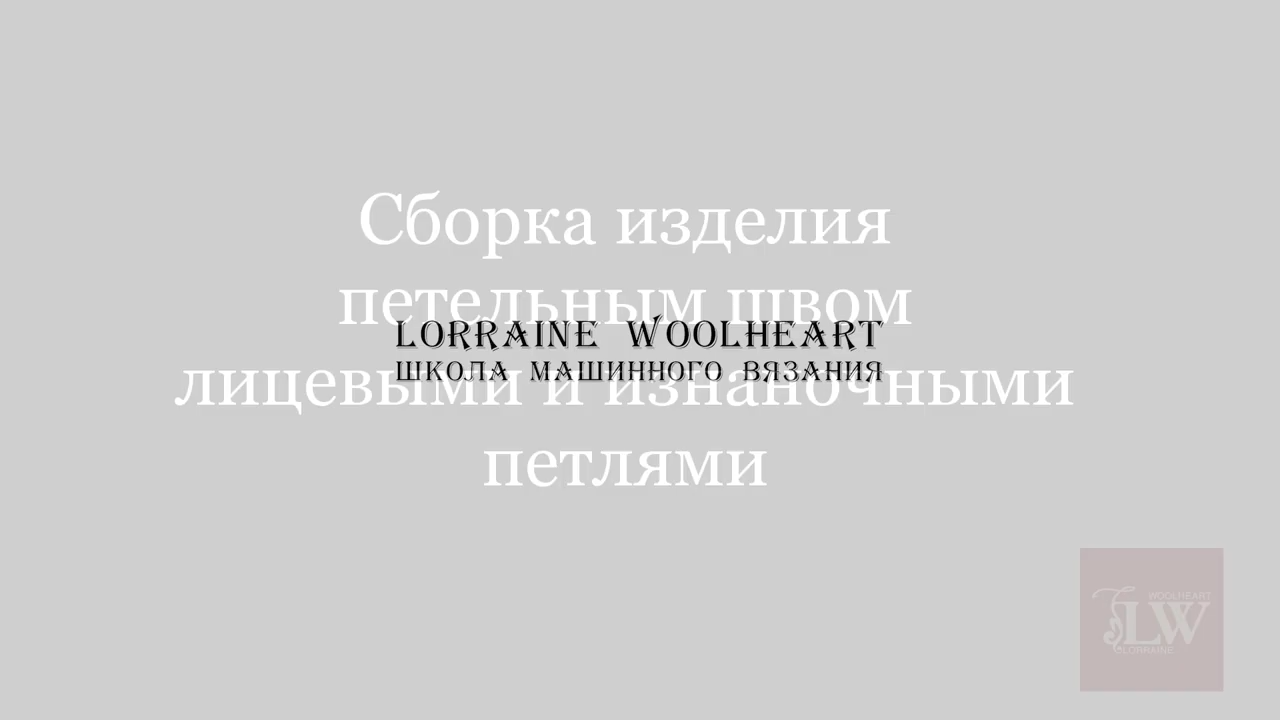 Сборка изделия
петельным швом
LORRAINE WOOLHEART
ШКОЛА МАШИННОГО ВЯЗАНИЯ
лицевыми и изнаночными
петлями
WOOLHEART
LW
LORRAINE